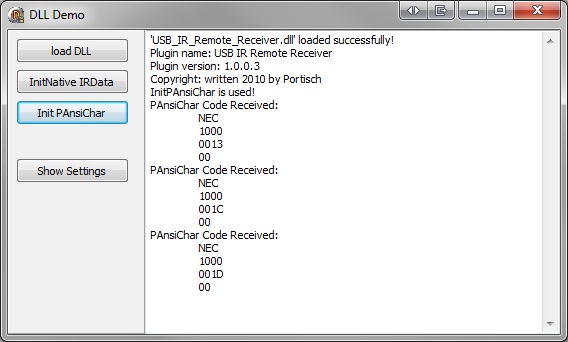 DLL Demo
load DLL
InitNative IRData
Init PAnsiChar
Show Settings
'USB_IR_Remote_Receiver.dll' loaded successfully!
Plugin name: USB IR Remote Receiver
Plugin version: 1.0.0.3
Copyright: written 2010 by Portisch
InitPAnsiChar is used!
PAnsiChar Code Received:
NEC
1000
0013
00
PAnsiChar Code Received:
NEC
1000
001C
00
PAnsiChar Code Received:
NEC
1000
001D
00